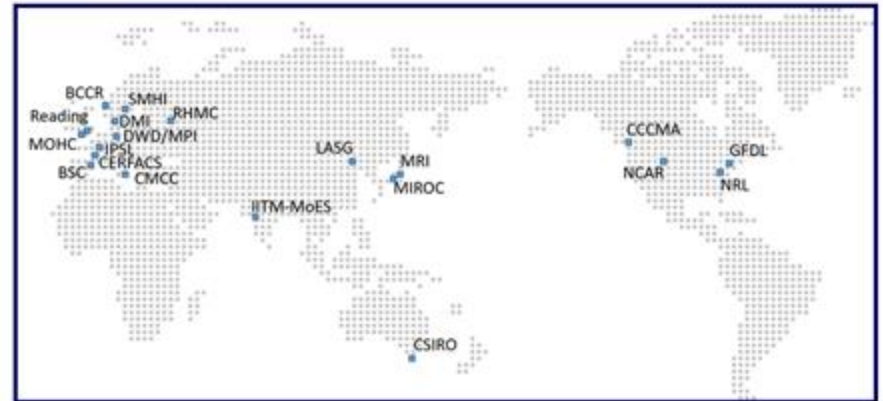 BCCR
SMHI
Reading
RHMC
DMI
DWD/MPI
MOHC
IPSL
CERFACS
BSC
CMCC
LASG
MRI
MIROC
IITM-MoES
CCCMA
GFDL
NCAR
NRL
CSIRO